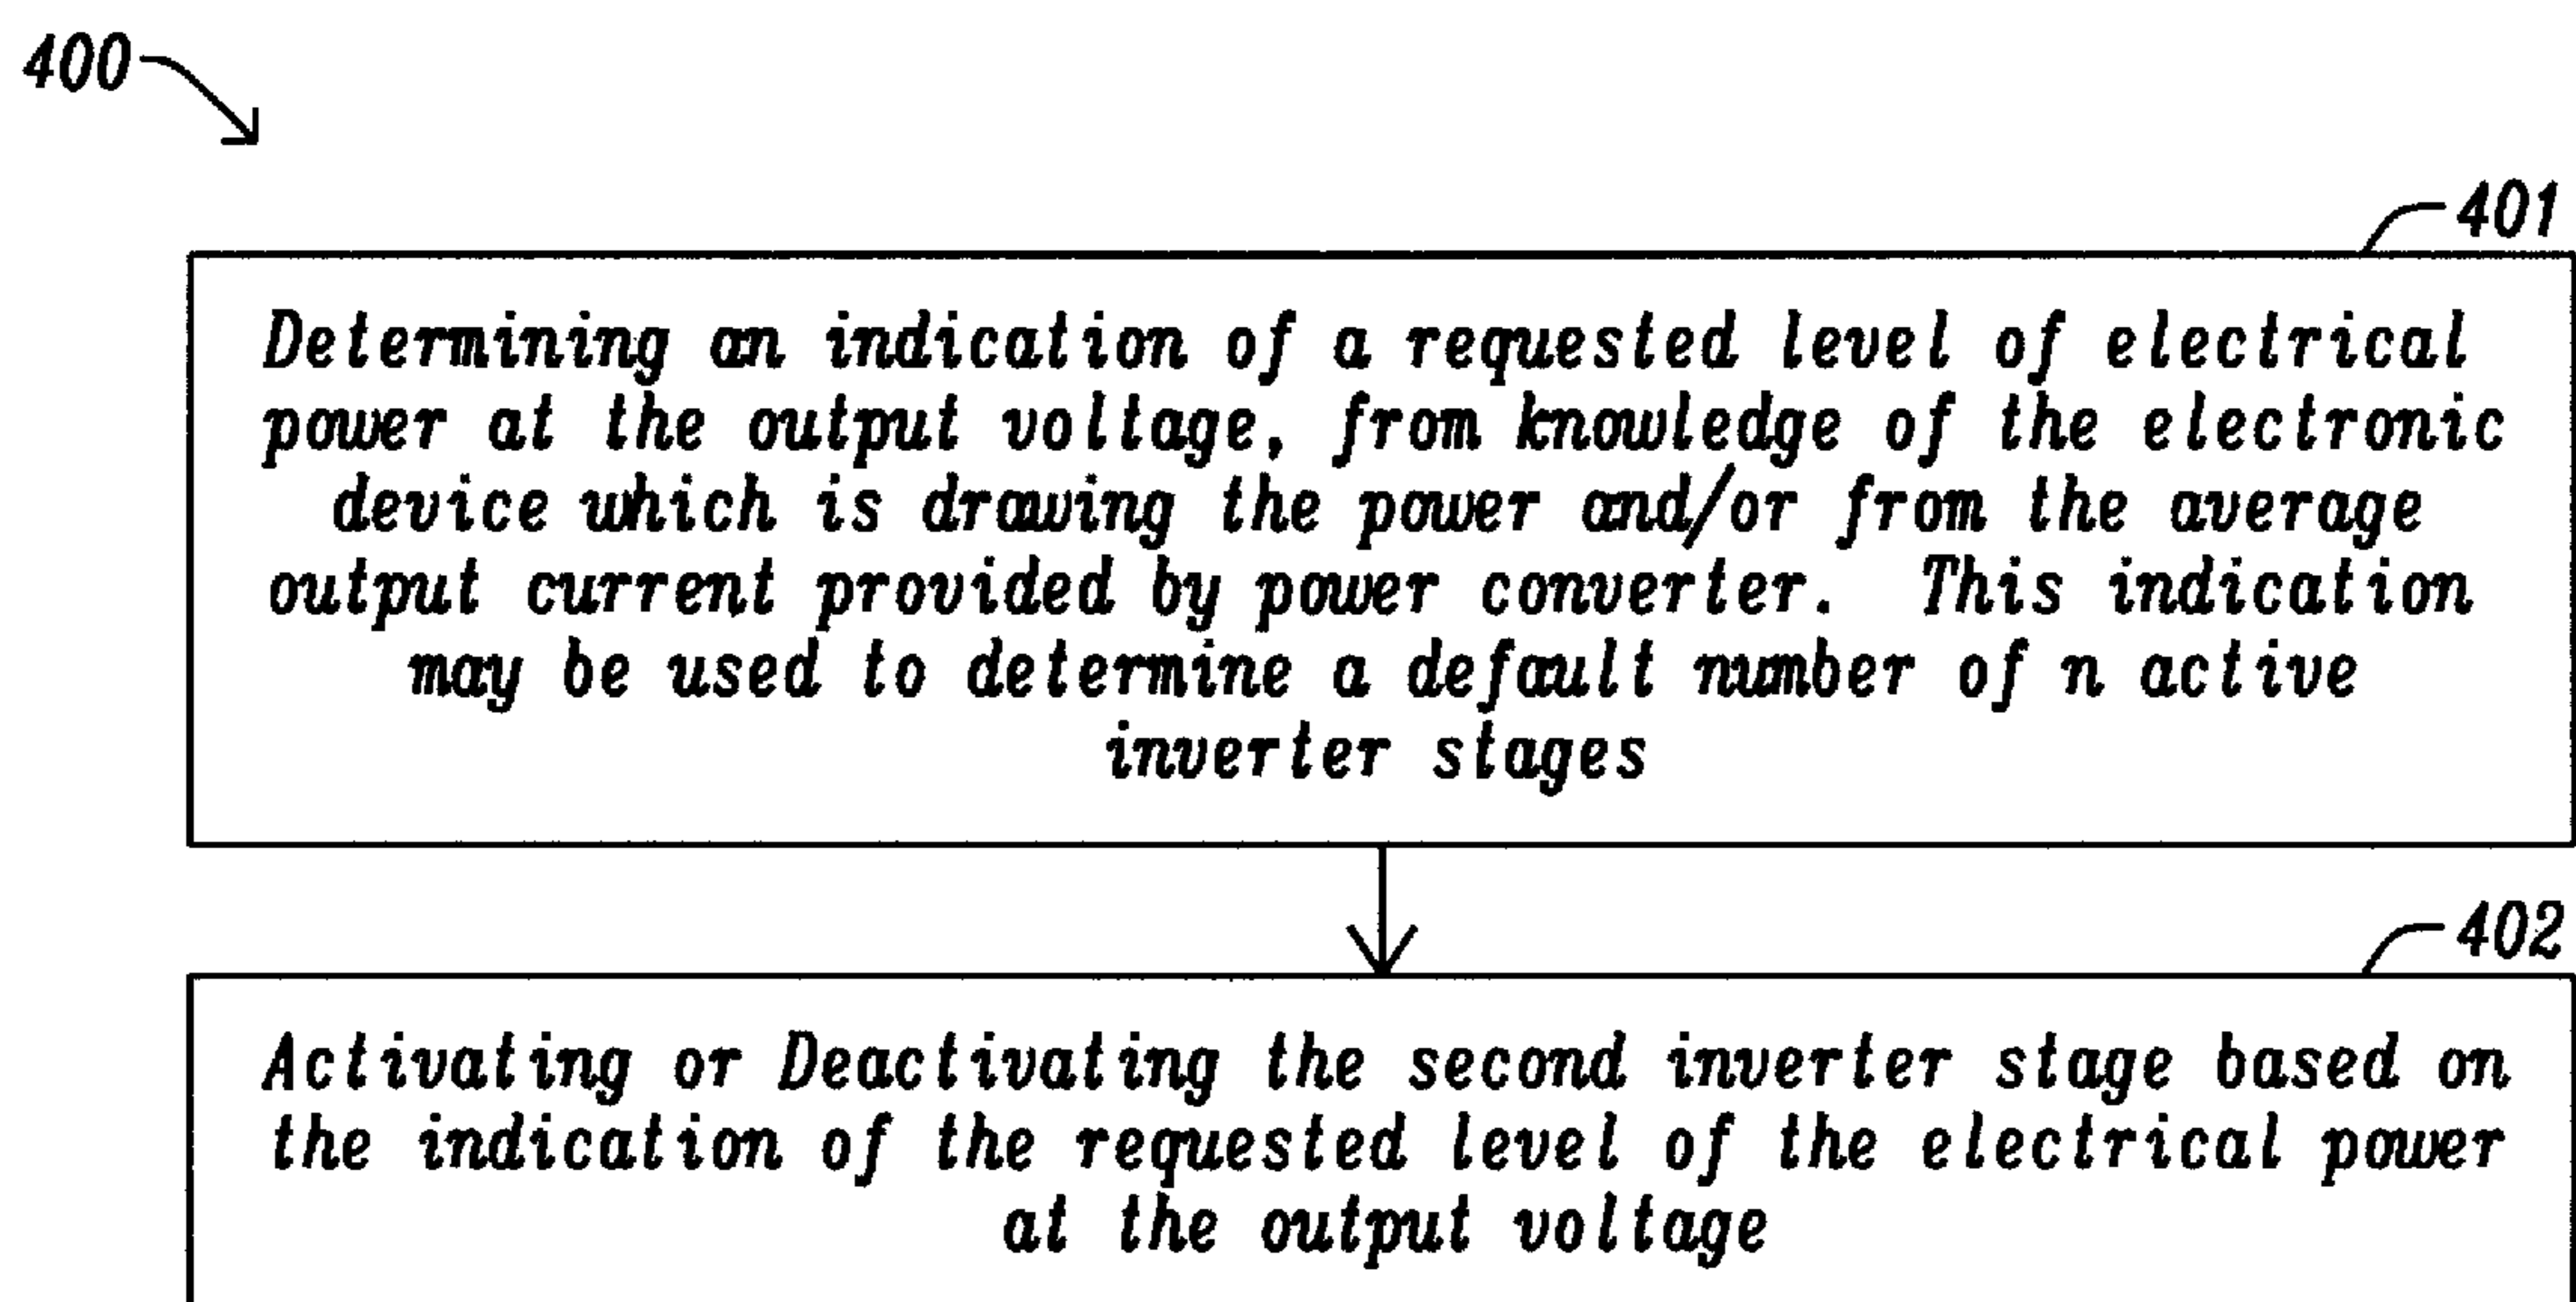 400
401
Determining an indication of a requested level of electrical
power at the output voltage, from knowledge of the electronic
device which is drawing the power and/or from the average
output current provided by power converter. This indication
may be used to determine a default number of n active
inverter stages
402
Activating or Deactivating the second inverter stage based on
the indication of the requested level of the electrical power
at the output voltage